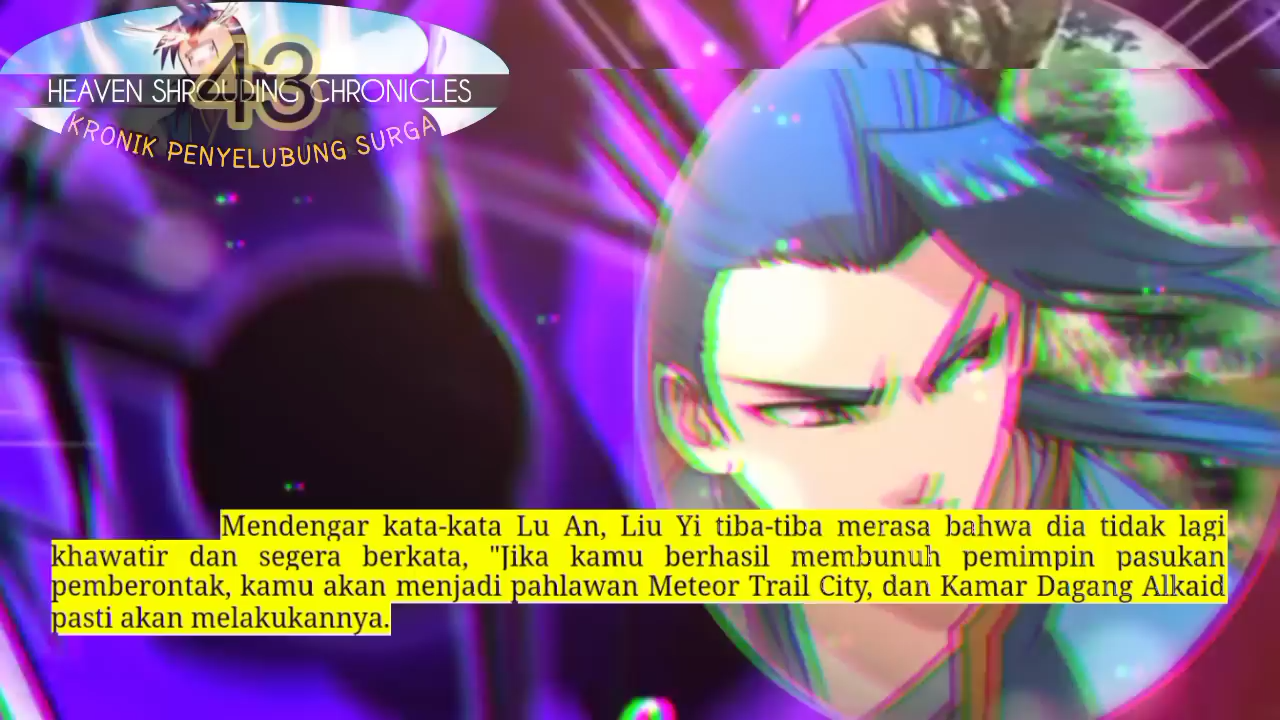 43
HEAVEN SHROUDING CHRONICLES
KRONIK PENYELUBUNG SURGA
Mendengar kata-kata Lu An, Liu Yi tiba-tiba merasa bahwa dia tidak lagi
khawatir dan segera berkata, "Jika kamu berhasil membunuh pemimpin pasukan
pemberontak, kamu akan menjadi pahlawan Meteor Trail City, dan Kamar Dagang Alkaid
pasti akan melakukannya.